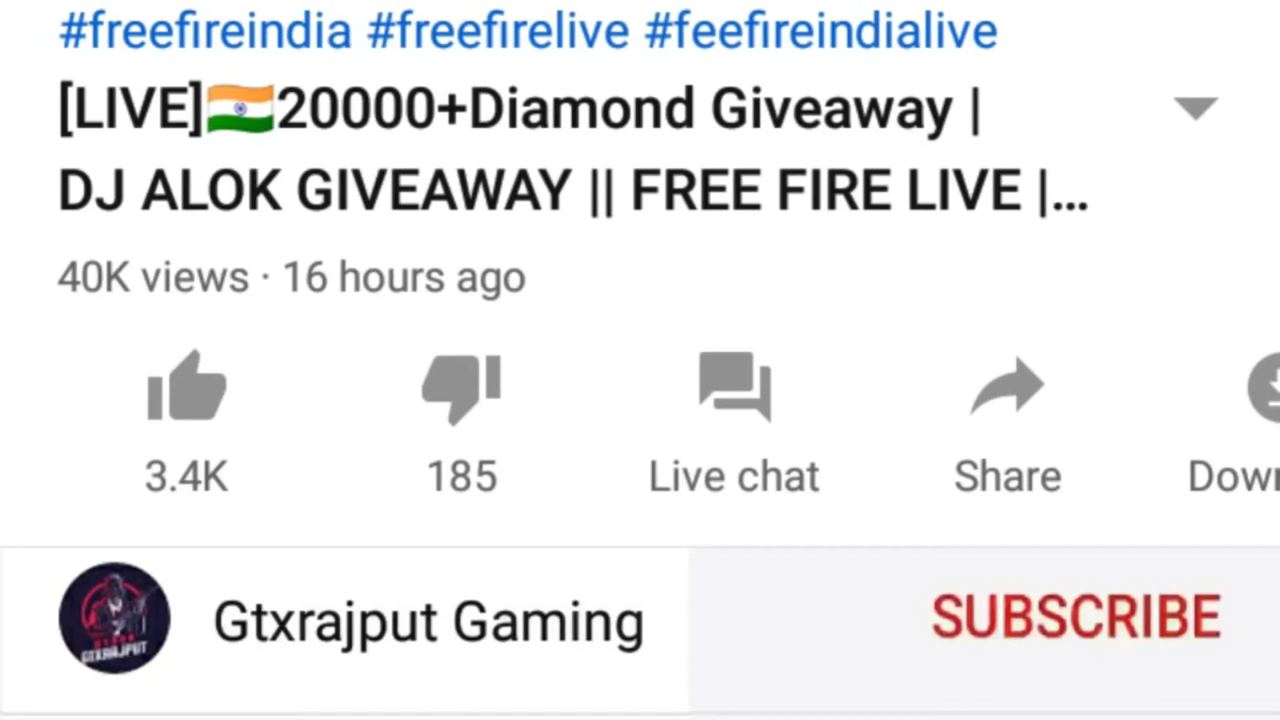 #freefireindia #freefirelive #feefireindialive
[LIVE]🇮🇳20000+Diamond Giveaway |
DJ ALOK GIVEAWAY || FREE FIRE LIVE |...
40K views · 16 hours ago
3.4K 185 Live chat Share
Gtxrajput Gaming SUBSCRIBE
GTXRAJPUT